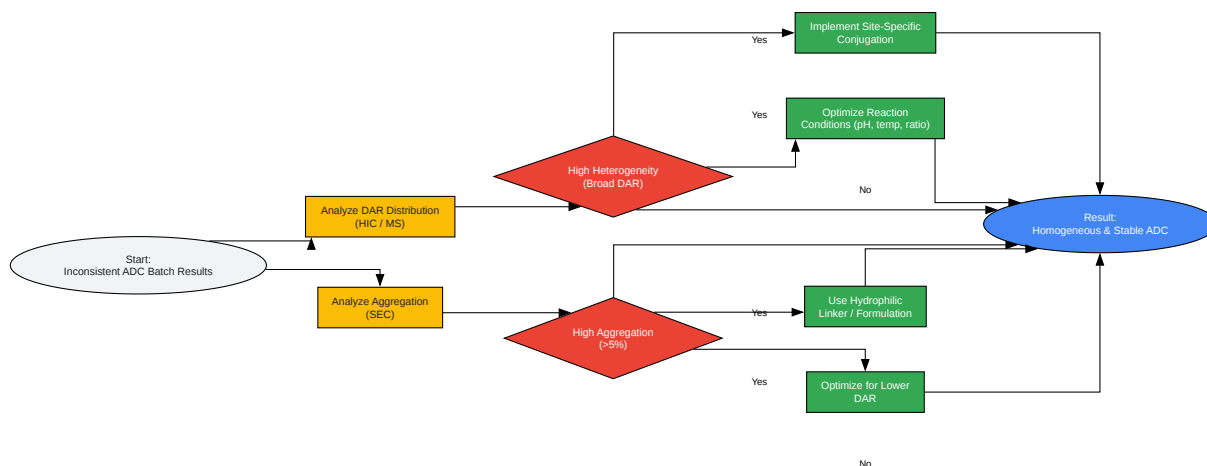 Implement Site-Specific
Conjugation
Yes
Optimize Reaction
Conditions (pH, temp, ratio)
Yes
High Heterogeneity
(Broad DAR)
No
Analyze DAR Distribution
(HIC / MS)
Result:
Homogeneous & Stable ADC
Start:
Inconsistent ADC Batch Results
Analyze Aggregation
(SEC)
Use Hydrophilic
Linker / Formulation
Yes
High Aggregation
(>5%)
Yes
Optimize for Lower
DAR
No